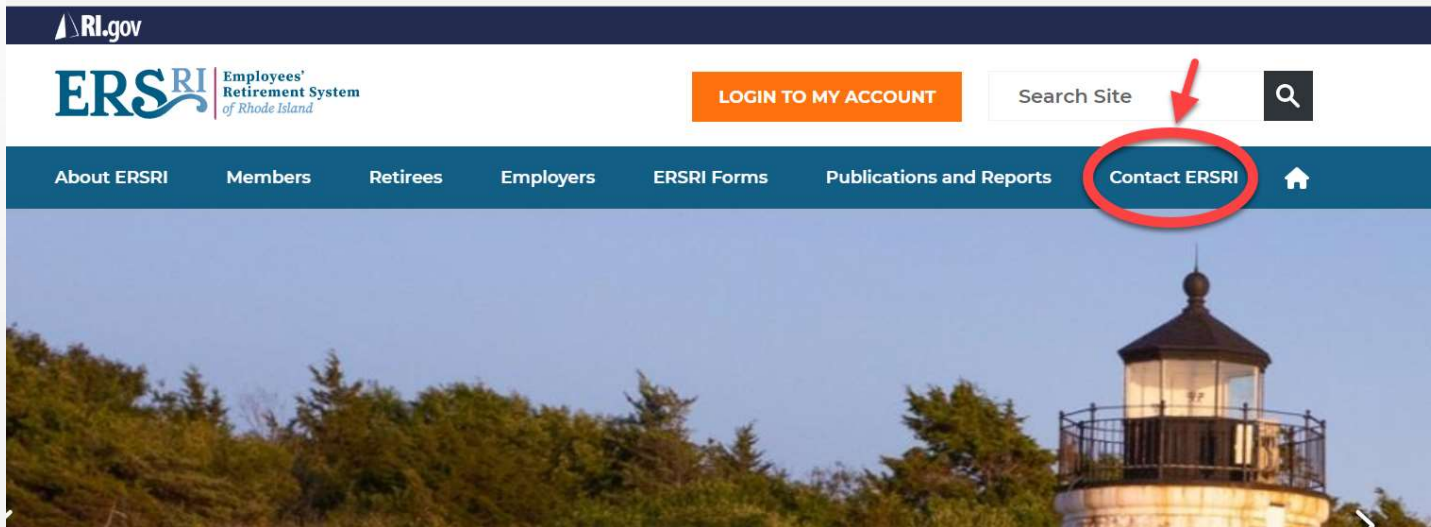 RI.gov
ERSRI Employees'
Retirement System
of Rhode Island
LOGIN TO MY ACCOUNT
Search Site
About ERSRI Members Retirees Employers ERSRI Forms Publications and Reports Contact ERSRI